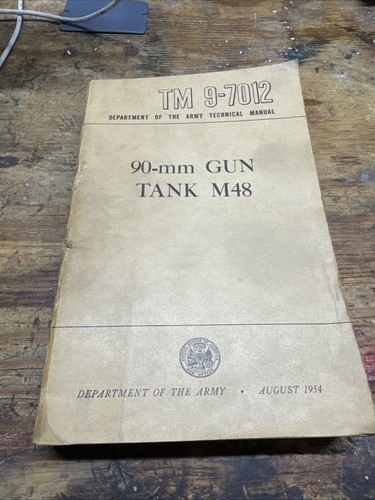 TM 9-7012
DEPARTMENT OF THE ARMY TECHNICAL MANUAL
90-mm GUN
TANK M48
DEPARTMENT OF THE ARMY • AUGUST 1954